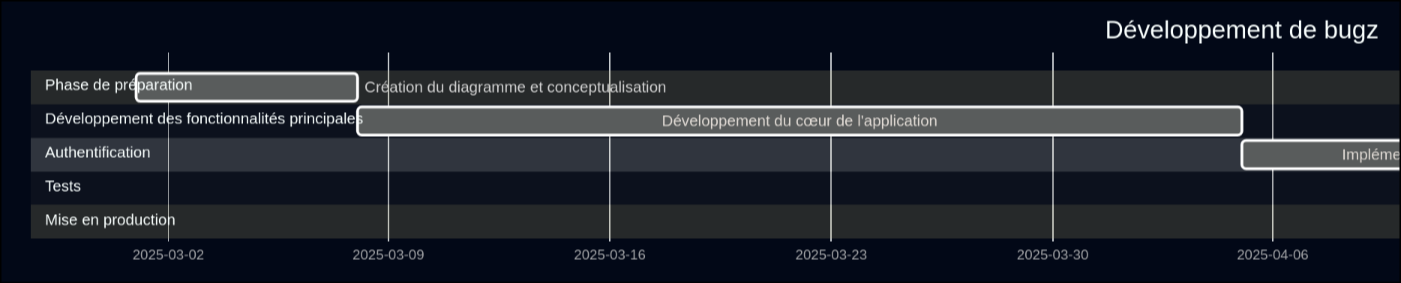 Développement de bugz
Phase de préparation
Création du diagramme et conceptualisation
Développement des fonctionnalités principales
Développement du cœur de l'application
Authentification
Impléme
Tests
Mise en production
2025-03-02 2025-03-09 2025-03-16 2025-03-23 2025-03-30 2025-04-06